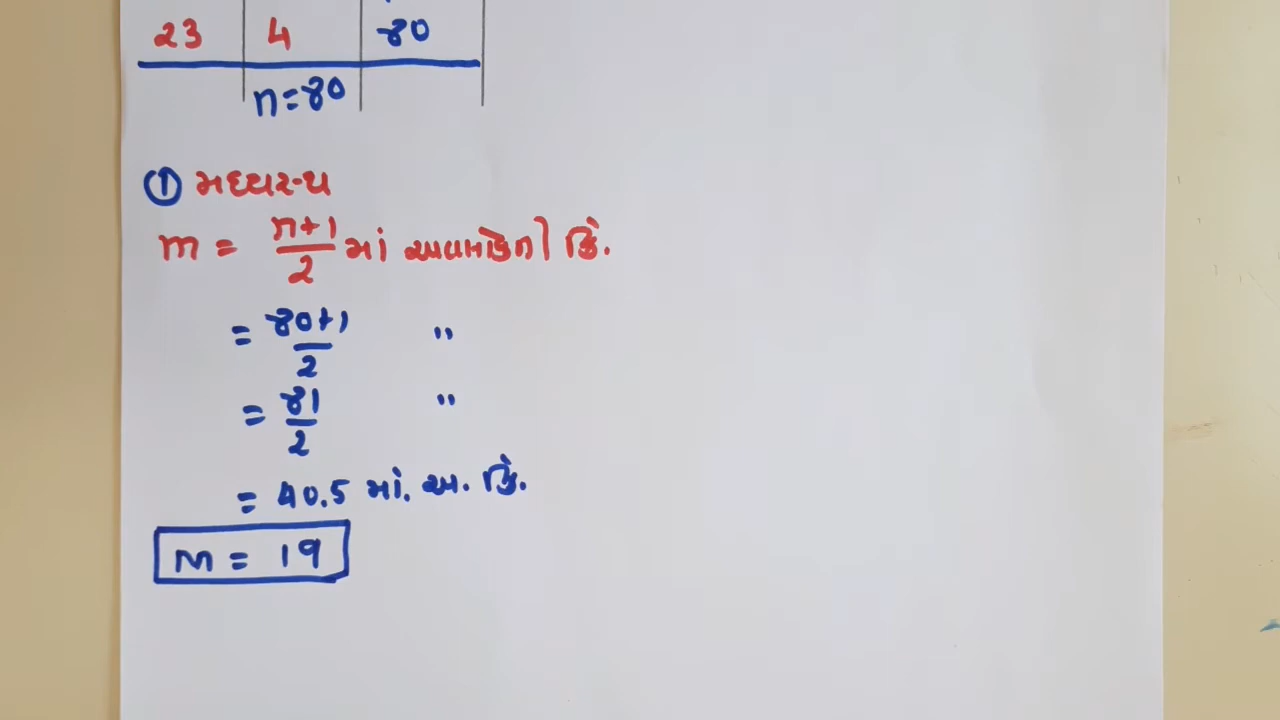 23 4 80
n=80
① મધ્યસ્થ
m = n+1/2 માં અવલોકનની કિં.
= 80+1/2 "
= 81/2 "
= 40.5 માં. અ. કિં.
m = 19